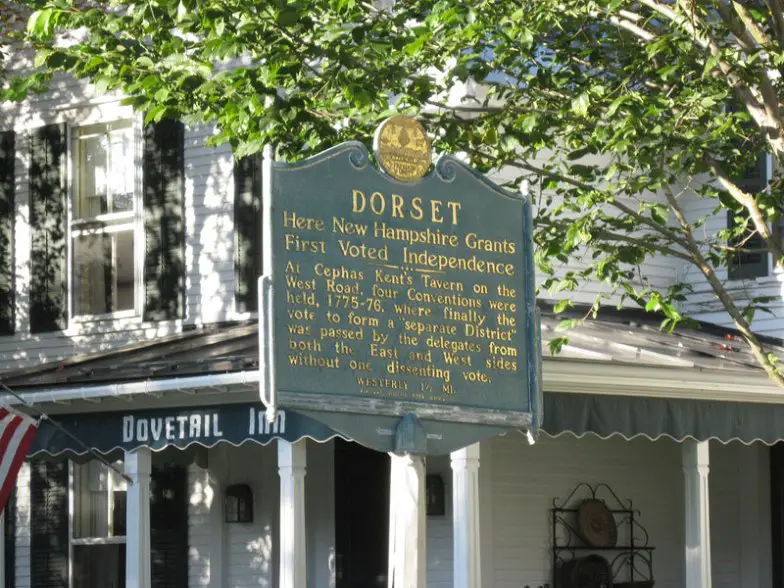 DORSET
Here New Hampshire Grants
First Voted Independence
At Cephas Kent's Tavern on the
West Road, four Conventions were
held, 1775-76, where finally the
vote to form a "separate District"
was passed by the delegates from
both the East and West sides
without one dissenting vote.
WESTERLY MI.
DOVETAIL INN